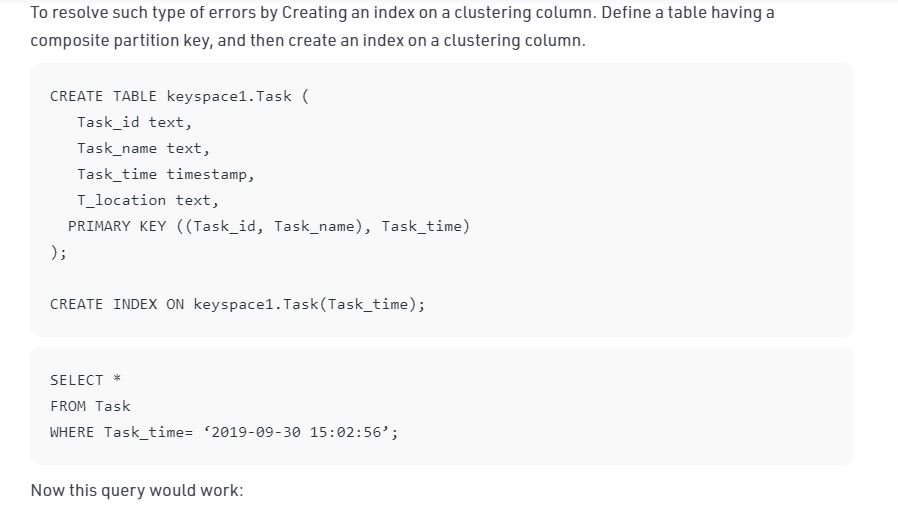 To resolve such type of errors by Creating an index on a clustering column. Define a table having a
composite partition key, and then create an index on a clustering column.
CREATE TABLE keyspace1.Task (
Task_id text,
Task_name text,
Task_time timestamp,
T_location text,
PRIMARY KEY ((Task_id, Task_name), Task_time)
);
CREATE INDEX ON keyspace1.Task(Task_time);
SELECT *
FROM Task
WHERE Task_time= ‘2019-09-30 15:02:56’;
Now this query would work: